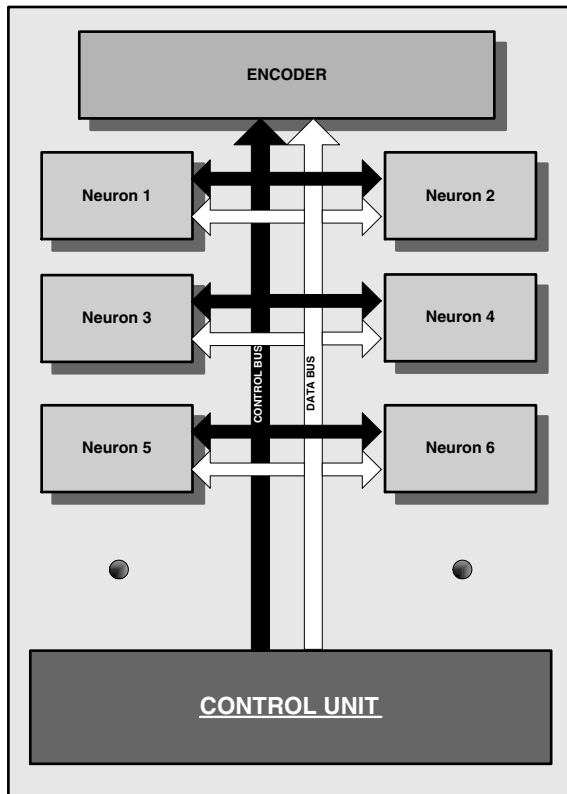 ENCODER
Neuron 1
Neuron 2
Neuron 3
Neuron 4
CONTROL BUS
DATA BUS
Neuron 5
Neuron 6
CONTROL UNIT